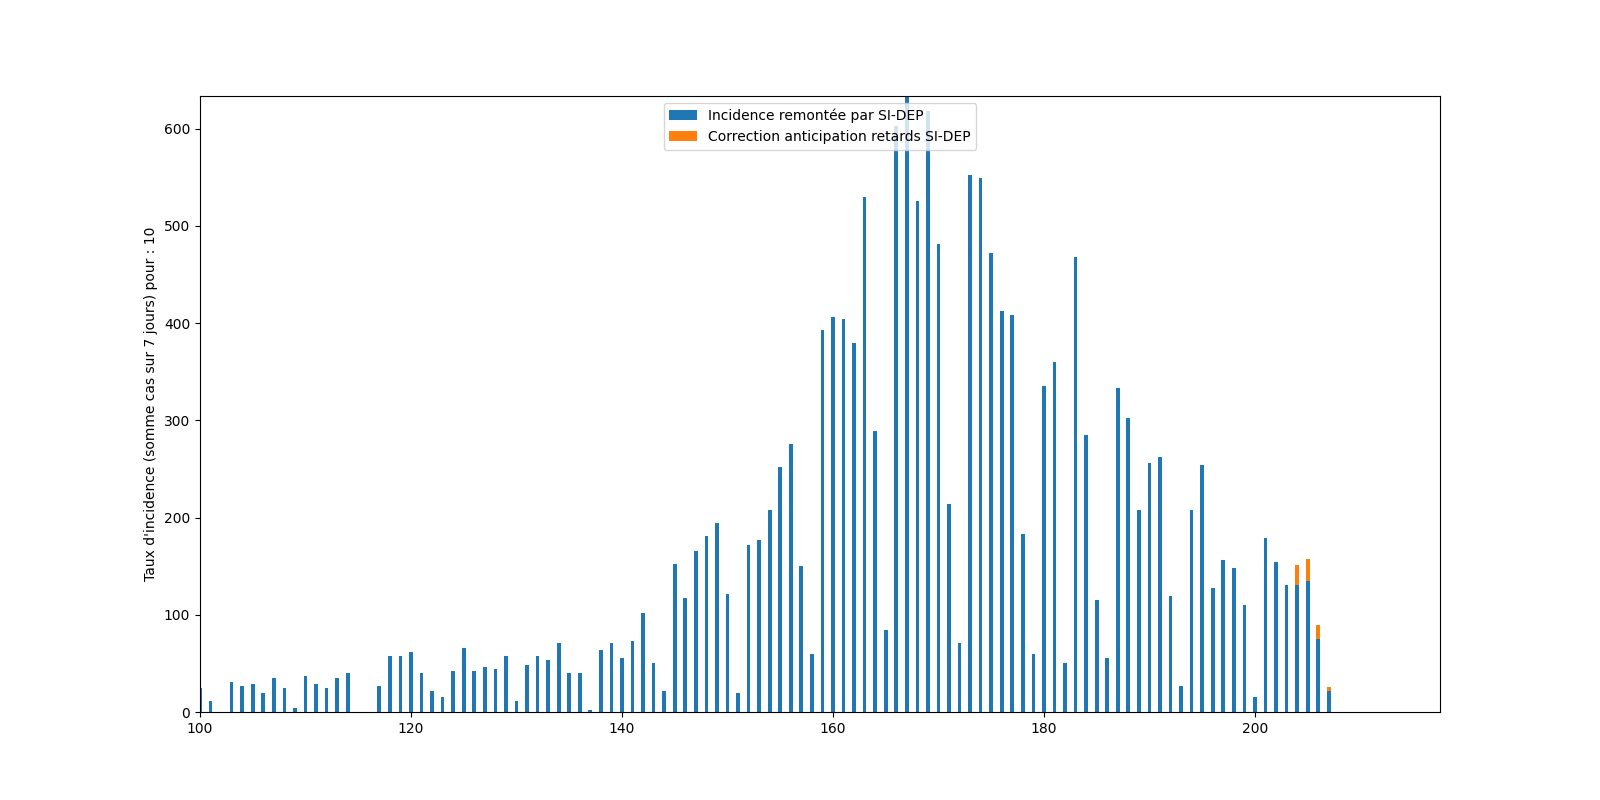 Incidence remontée par SI-DEP
Correction anticipation retards SI-DEP
Taux d'incidence (somme cas sur 7 jours) pour : 10
600
500
400
300
200
100
0
100 120 140 160 180 200